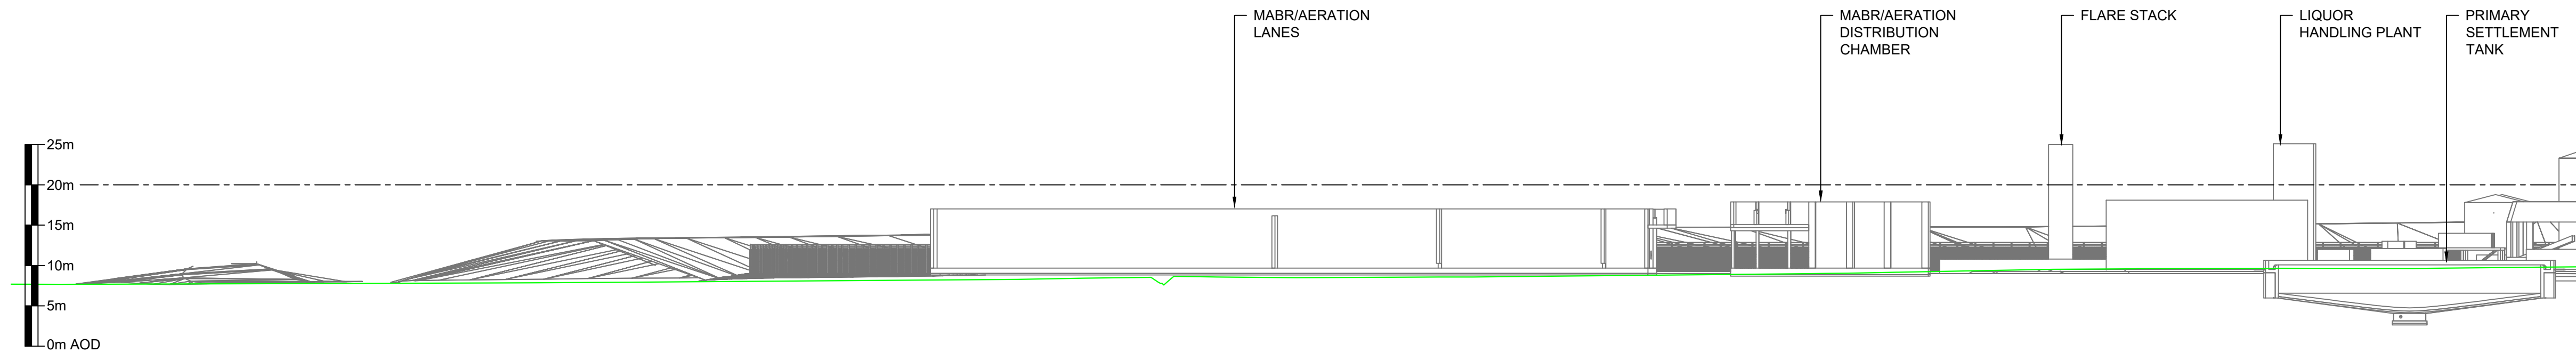 MABR/AERATION
LANES
MABR/AERATION
DISTRIBUTION
CHAMBER
FLARE STACK
LIQUOR
HANDLING PLANT
PRIMARY
SETTLEMENT
TANK
25m
20m
15m
10m
5m
0m AOD